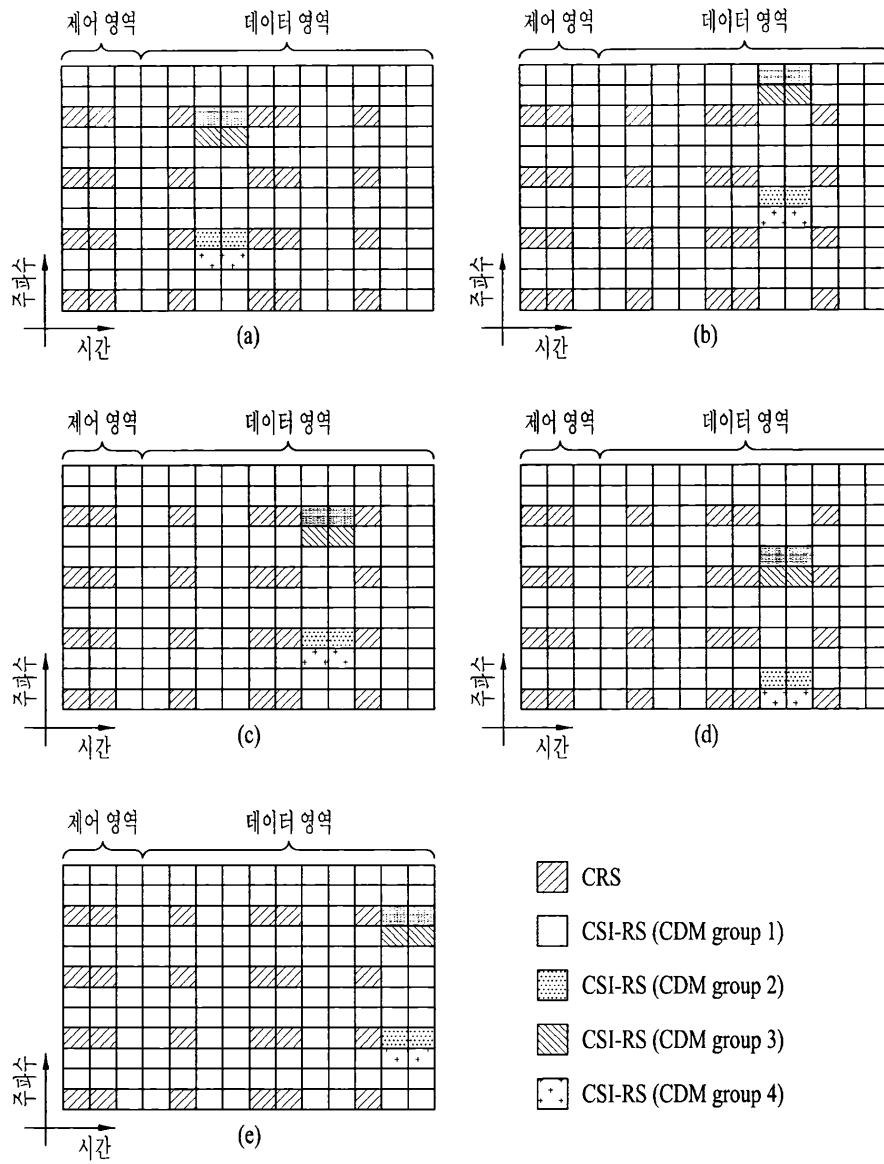 제어 영역 데이터 영역
제어 영역 데이터 영역
주파수
시간
(a)
주파수
시간
(b)
제어 영역 데이터 영역
제어 영역 데이터 영역
주파수
시간
(c)
주파수
시간
(d)
제어 영역 데이터 영역
주파수
시간
(e)
CRS
CSI-RS (CDM group 1)
CSI-RS (CDM group 2)
CSI-RS (CDM group 3)
CSI-RS (CDM group 4)